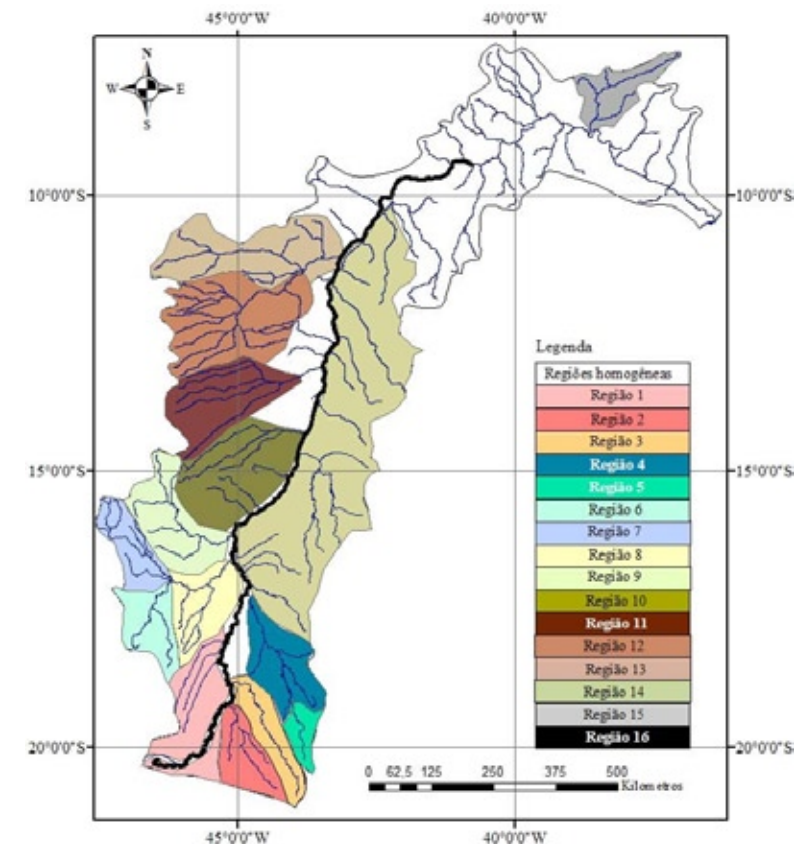 45°0'0"W 40°0'0"W
N
W E
S
10°0'0"S 10°0'0"S
Legenda
Regiões homogêneas
Região 1
Região 2
Região 3
Região 4
Região 5
Região 6
Região 7
Região 8
Região 9
Região 10
Região 11
Região 12
Região 13
Região 14
Região 15
Região 16
15°0'0"S 15°0'0"S
20°0'0"S 20°0'0"S
0 62,5 125 250 375 500
Kilometros
45°0'0"W 40°0'0"W